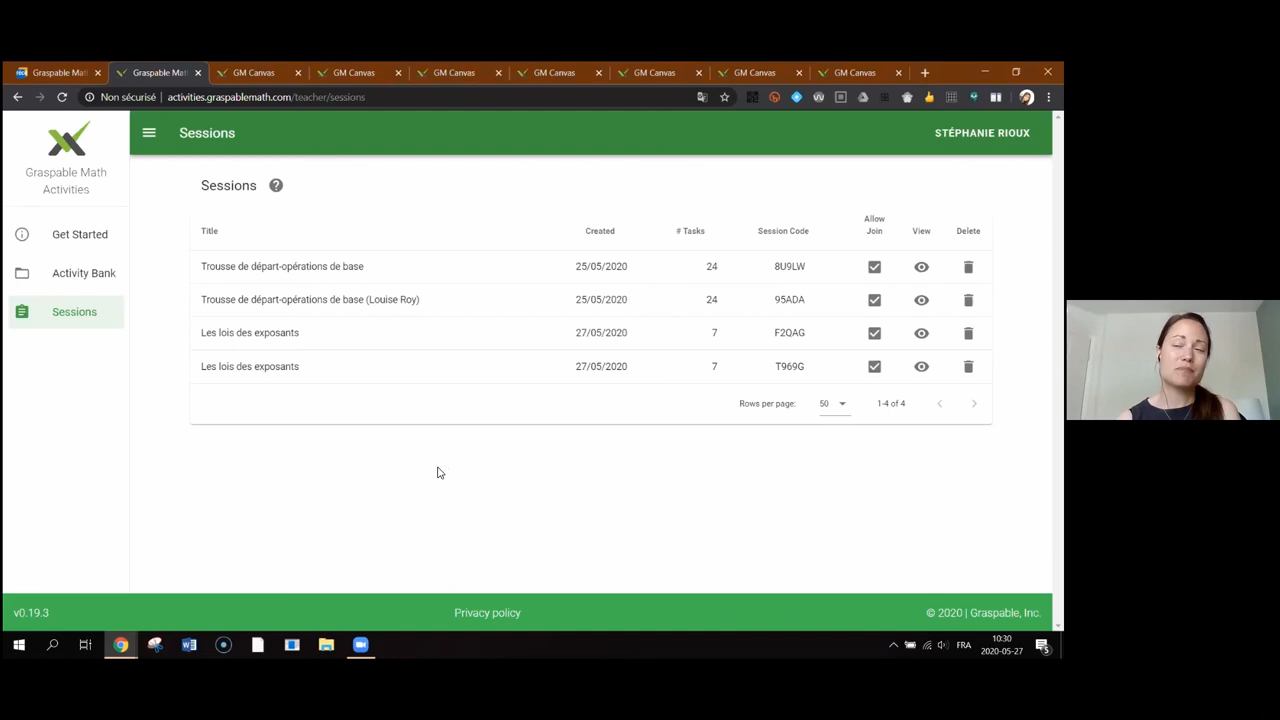 Graspable Mat
Graspable Mat
GM Canvas
GM Canvas
GM Canvas
GM Canvas
GM Canvas
GM Canvas
GM Canvas
Non sécurisé
activities.graspablemath.com/teacher/sessions
Graspable Math
Activities
Get Started
Activity Bank
Sessions
Sessions
STÉPHANIE RIOUX
Sessions
Title Created # Tasks Session Code Allow Join View Delete
Trousse de départ-opérations de base 25/05/2020 24 8U9LW
Trousse de départ-opérations de base (Louise Roy) 25/05/2020 24 95ADA
Les lois des exposants 27/05/2020 7 F2QAG
Les lois des exposants 27/05/2020 7 T969G
Rows per page: 50 1-4 of 4
v0.19.3 Privacy policy © 2020 | Graspable, Inc.
FRA
10:30
2020-05-27
5